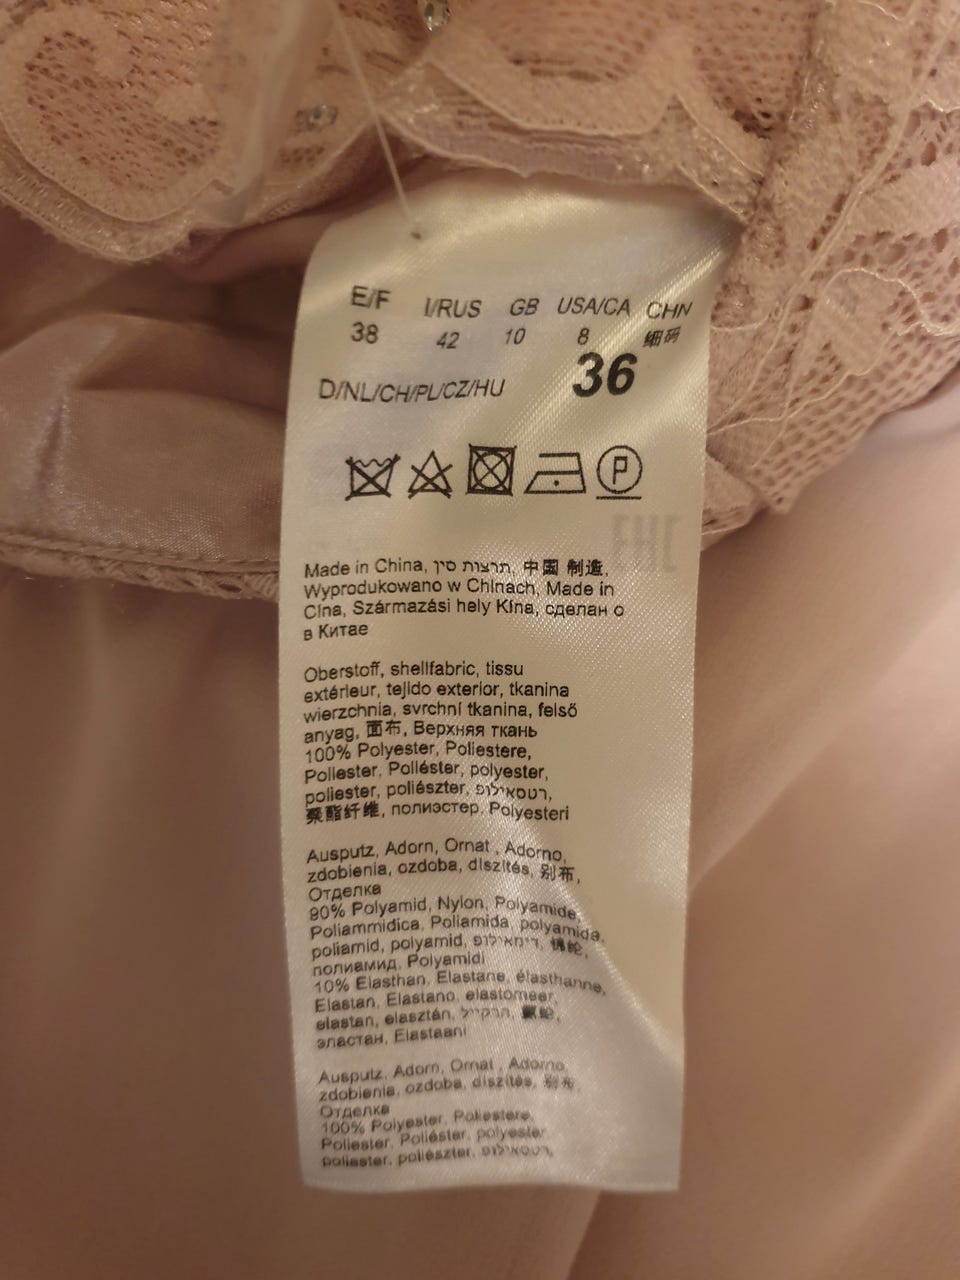 E/F I/RUS GB USA/CA CHN
38 42 10 8 细码
D/NL/CH/PL/CZ/HU 36
P
EAC
Made in China, תרצות סין, 中国 制造,
Wyprodukowano w Chinach, Made in
Cina, Származási hely Kína, сделан о
в Китае
Oberstoff, shellfabric, tissu
extérieur, tejido exterior, tkanina
wierzchnia, svrchní tkanina, felső
anyag, 面布, Верхняя ткань
100% Polyester, Poliestere,
Poliester, Poliéster, polyester,
poliester, poliészter,
聚酯纤维, полиэстер, Polyesteri
Ausputz, Adorn, Ornat , Adorno,
zdobienia, ozdoba, díszítés, 别布,
Отделка
90% Polyamid, Nylon, Polyamide,
Poliammidica, Poliamida, polyamida,
poliamid, polyamid, 锦纶,
полиамид, Polyamidi
10% Elasthan, Elastane, élasthanne,
Elastan, Elastano, elastomeer,
elastan, elasztán, 氨纶,
эластан, Elastaani
Ausputz, Adorn, Ornat , Adorno,
zdobienia, ozdoba, díszítés, 别布,
Отделка
100% Polyester, Poliestere,
Poliester, Poliéster, polyester
poliester, poliészter,